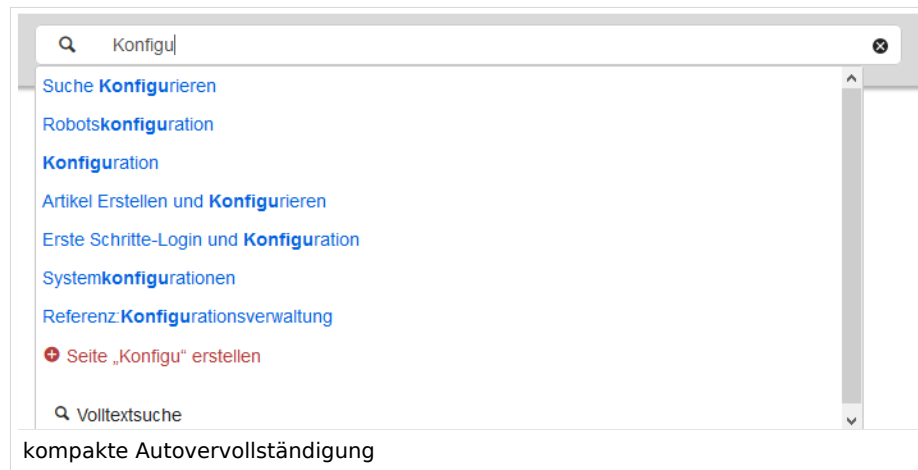 Konfigu
Suche Konfigurieren
Robotskonfiguration
Konfiguration
Artikel Erstellen und Konfigurieren
Erste Schritte-Login und Konfiguration
Systemkonfigurationen
Referenz:Konfigurationsverwaltung
Seite „Konfigu“ erstellen
Volltextsuche
kompakte Autovervollständigung